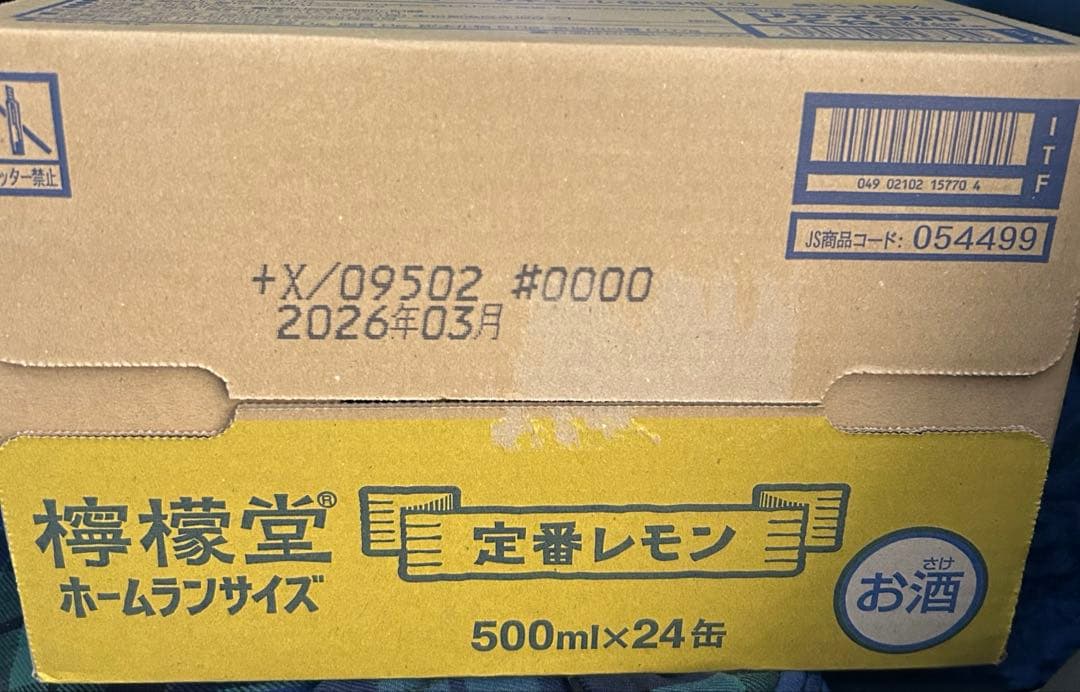 ッター禁止
ITF
049 02102 15770 4
JS商品コード: 054499
+X/09502 #0000
2026年03月
檸檬堂®
ホームランサイズ
定番レモン
さけ
お酒
500ml×24缶